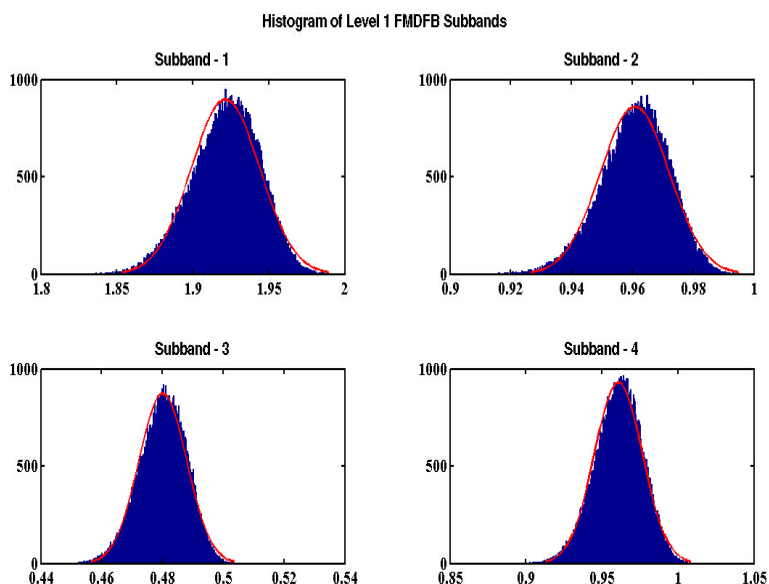 Histogram of Level 1 FMDFB Subbands
Subband - 1
Subband - 2
1000
500
0
1.8 1.85 1.9 1.95 2
1000
500
0
0.9 0.92 0.94 0.96 0.98 1
Subband - 3
Subband - 4
1000
500
0
0.44 0.46 0.48 0.5 0.52 0.54
1000
500
0
0.85 0.9 0.95 1 1.05